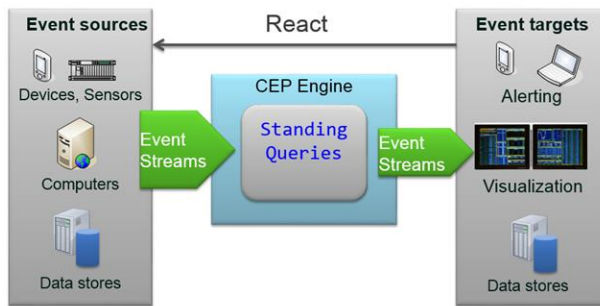 Event sources
Devices, Sensors
Computers
Data stores
React
Event
Streams
CEP Engine
Standing
Queries
Event
Streams
Event targets
Alerting
Visualization
Data stores